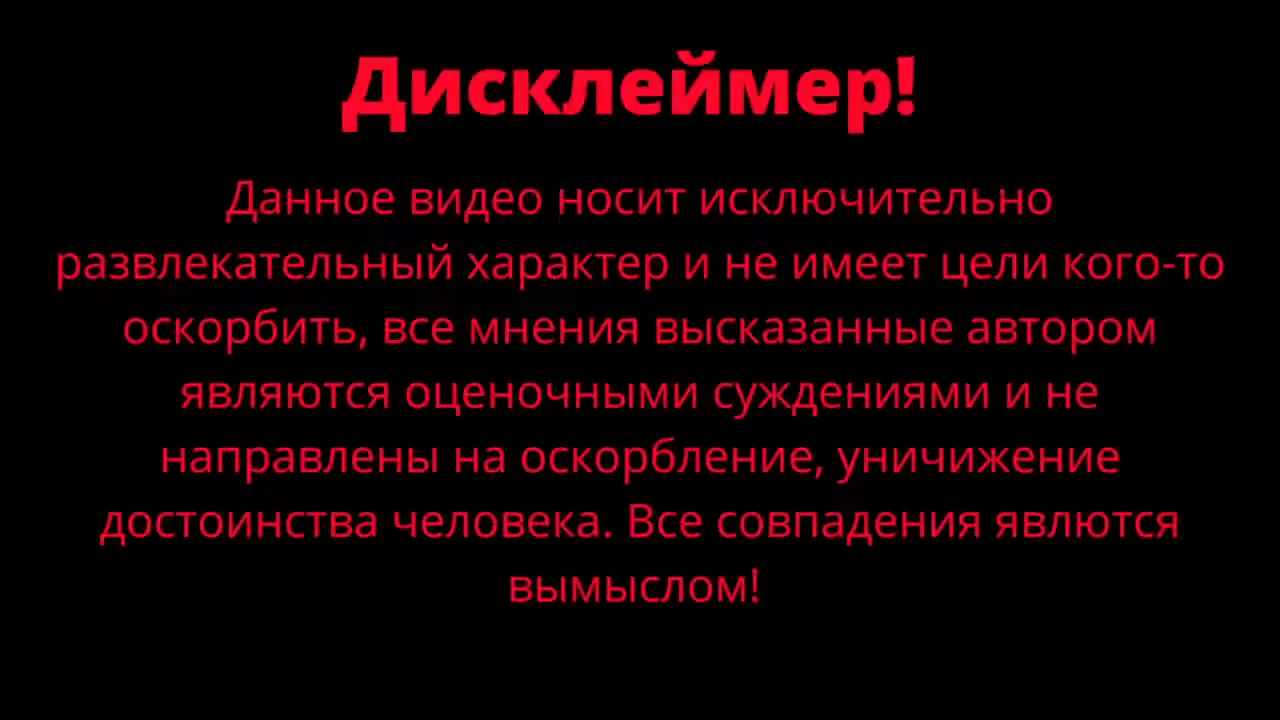 Дисклеймер!
Данное видео носит исключительно
развлекательный характер и не имеет цели кого-то
оскорбить, все мнения высказанные автором
являются оценочными суждениями и не
направлены на оскорбление, уничижение
достоинства человека. Все совпадения явлются
вымыслом!